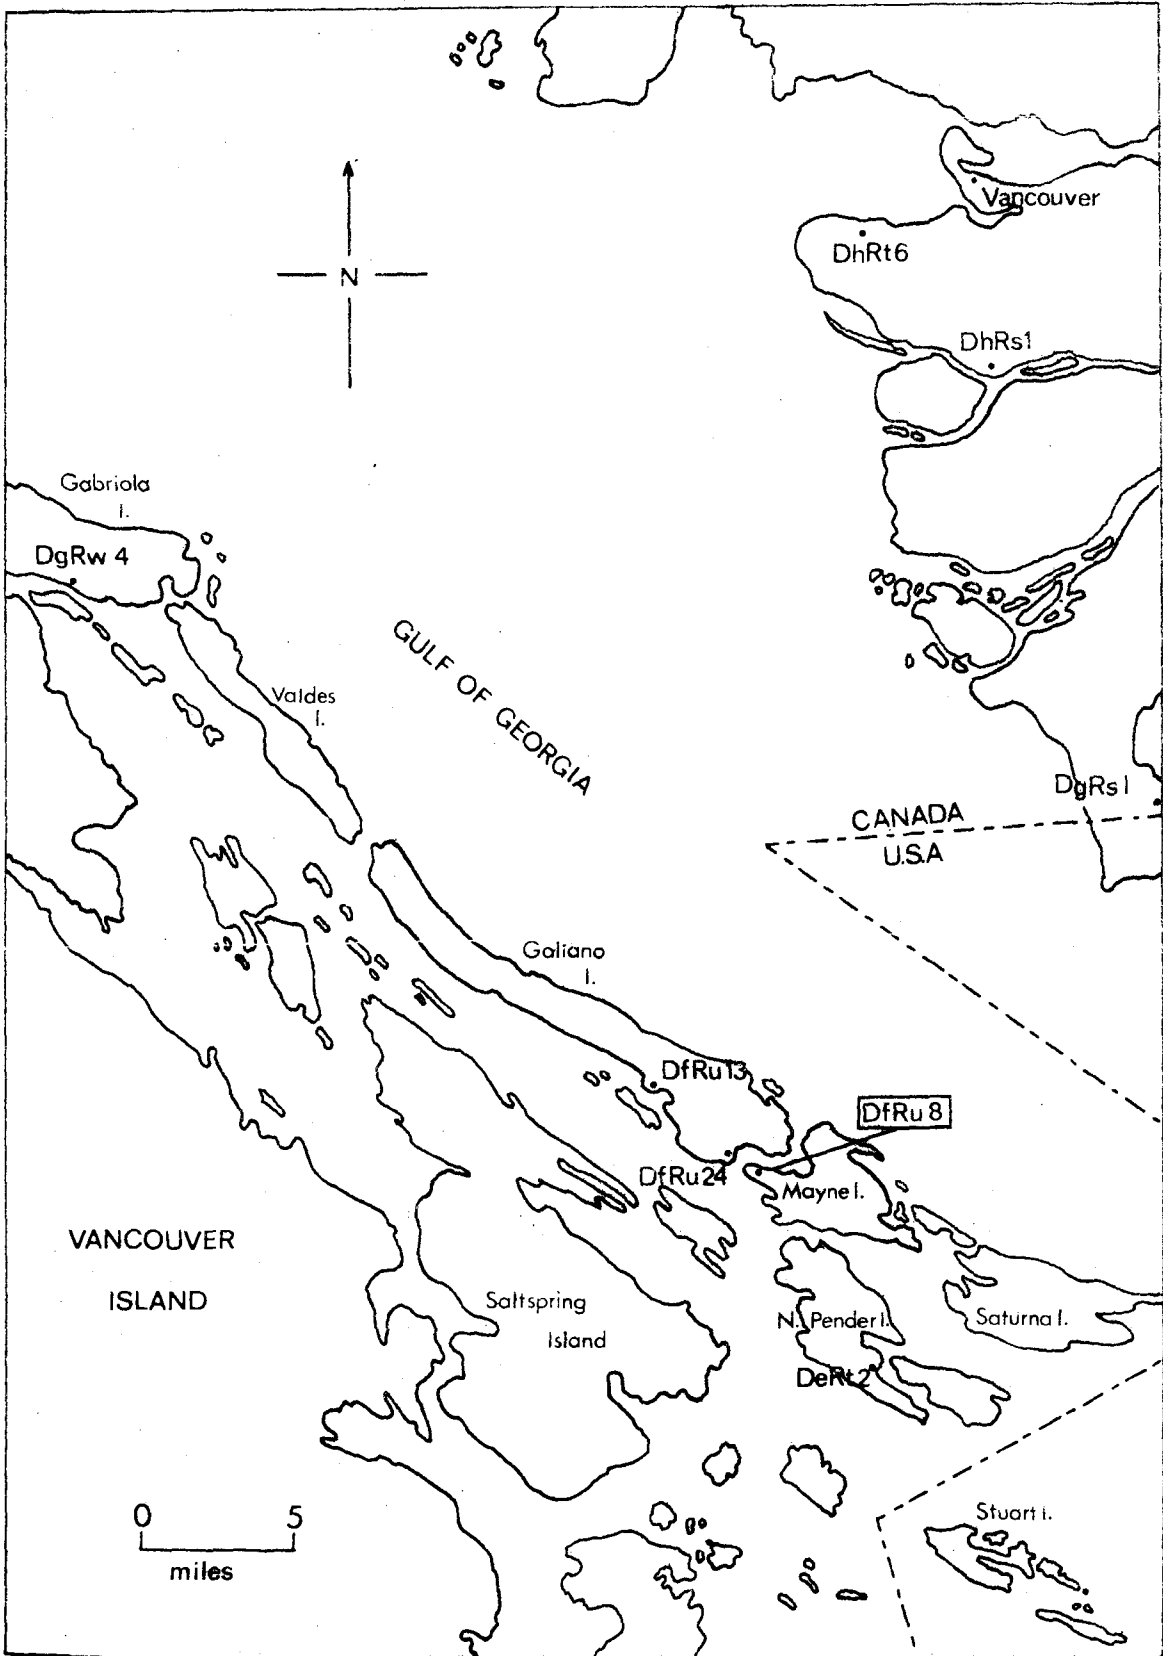 Vancouver
DhRt6
N
DhRs1
Gabriola
I.
DgRw 4
GULF OF GEORGIA
Valdes
I.
DgRs1
CANADA
U.S.A
Galiano
I.
DfRu13
DfRu 8
DfRu24
Mayne I.
VANCOUVER
ISLAND
Saltspring
Island
N. Pender I.
Saturna I.
DeRt2
Stuart I.
0 5
miles